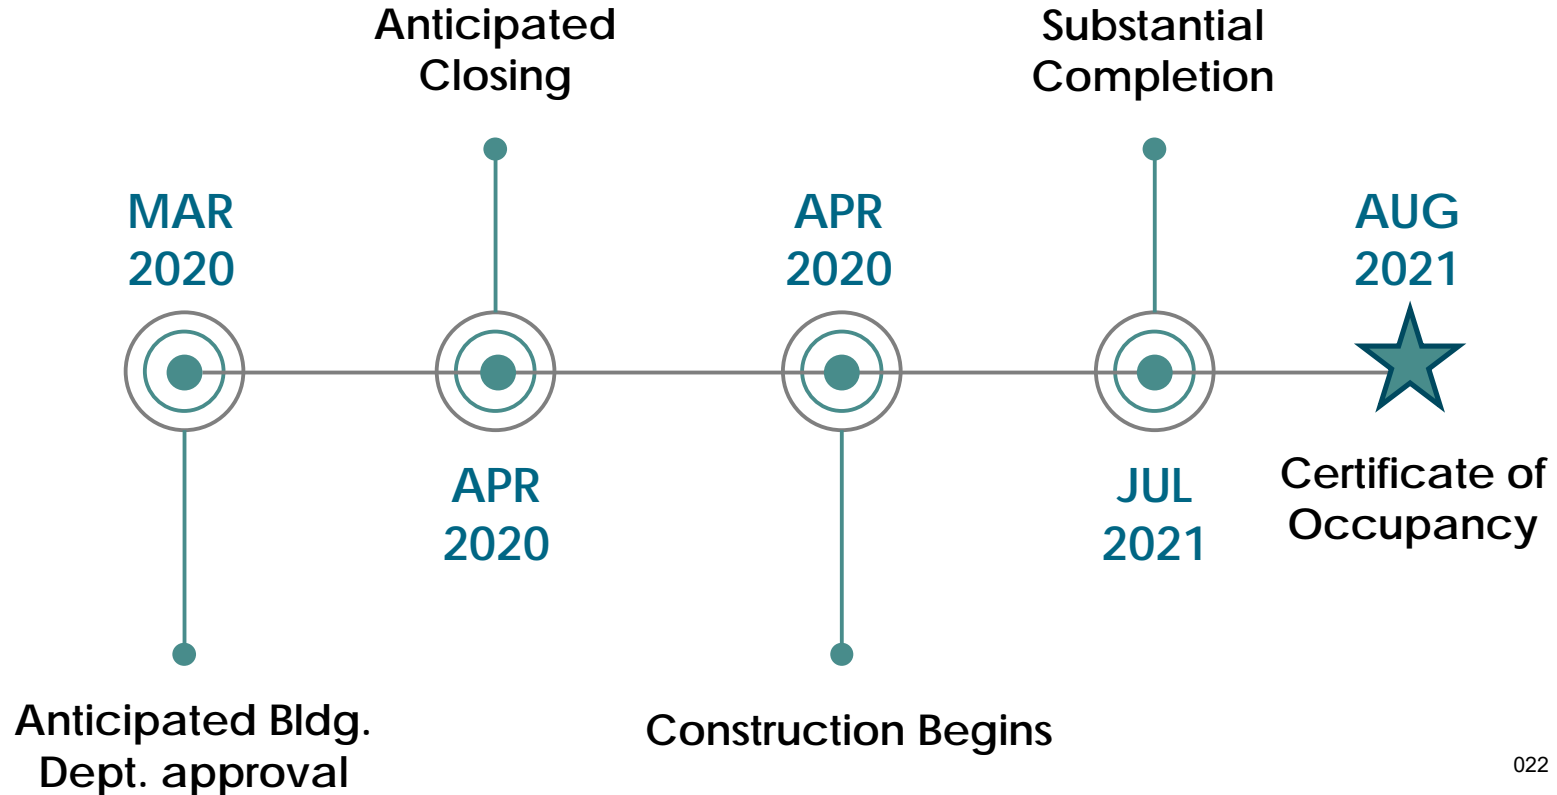 Anticipated
Closing
Substantial
Completion
MAR
2020
APR
2020
AUG
2021
APR
2020
JUL
2021
Certificate of
Occupancy
Anticipated Bldg.
Dept. approval
Construction Begins
022